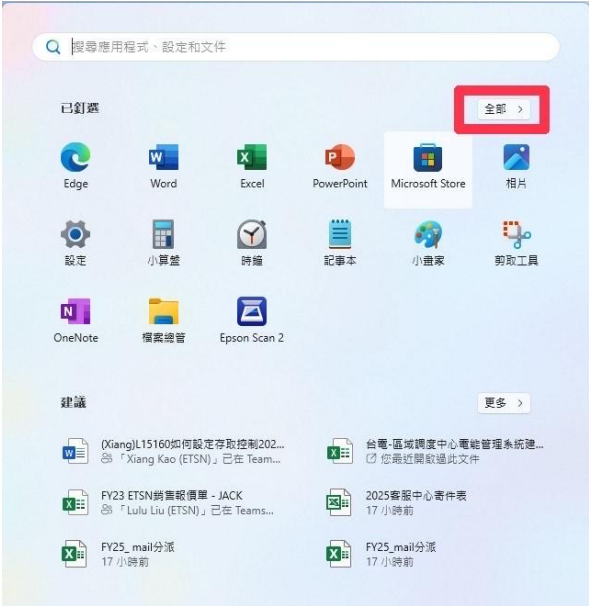 搜尋應用程式、設定和文件
已釘選
全部 >
Edge
Word
Excel
PowerPoint
Microsoft Store
相片
設定
小算盤
時鐘
記事本
小畫家
剪取工具
OneNote
檔案總管
Epson Scan 2
建議
更多 >
(Xiang)L15160如何設定存取控制202...
「Xiang Kao (ETSN)」已在 Team...
台電-區域調度中心電能管理系統建...
您最近開啟過此文件
FY23 ETSN銷售報價單 - JACK
「Lulu Liu (ETSN)」已在 Teams...
2025客服中心寄件表
17 小時前
FY25_ mail分派
17 小時前
FY25_mail分派
17 小時前